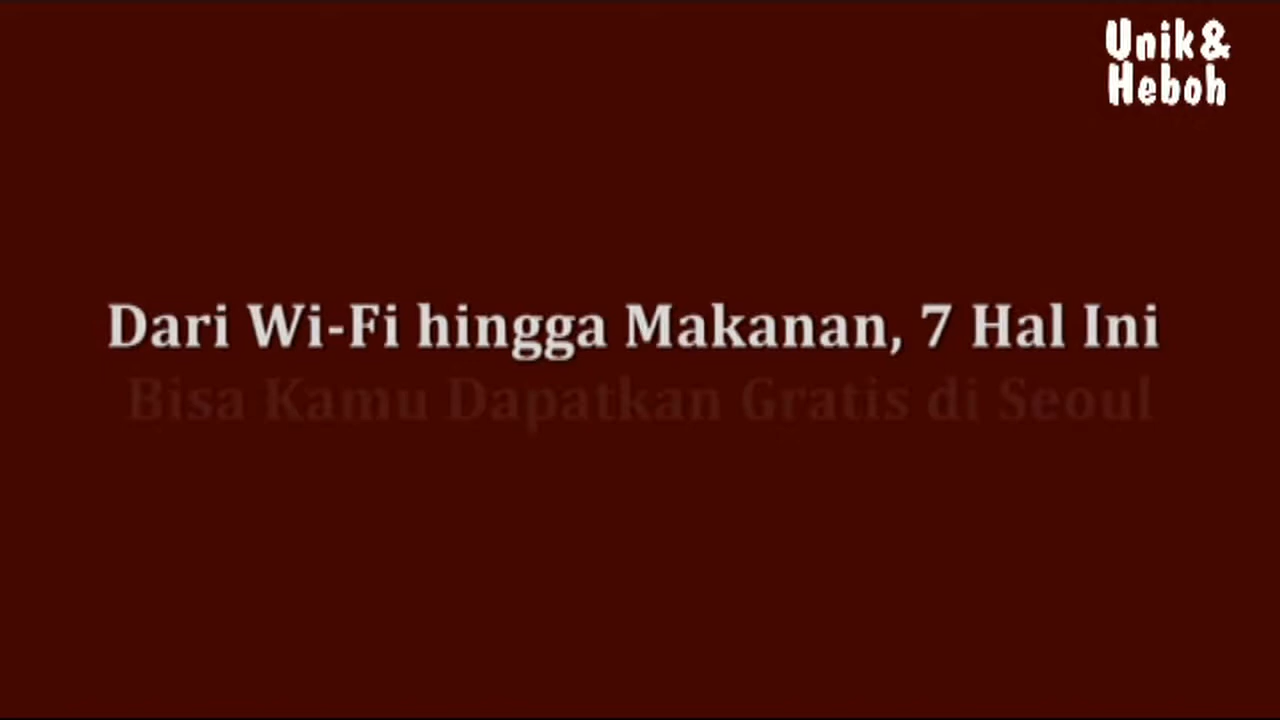 Unik&
Heboh
Dari Wi-Fi hingga Makanan, 7 Hal Ini
Bisa Kamu Dapatkan Gratis di Seoul